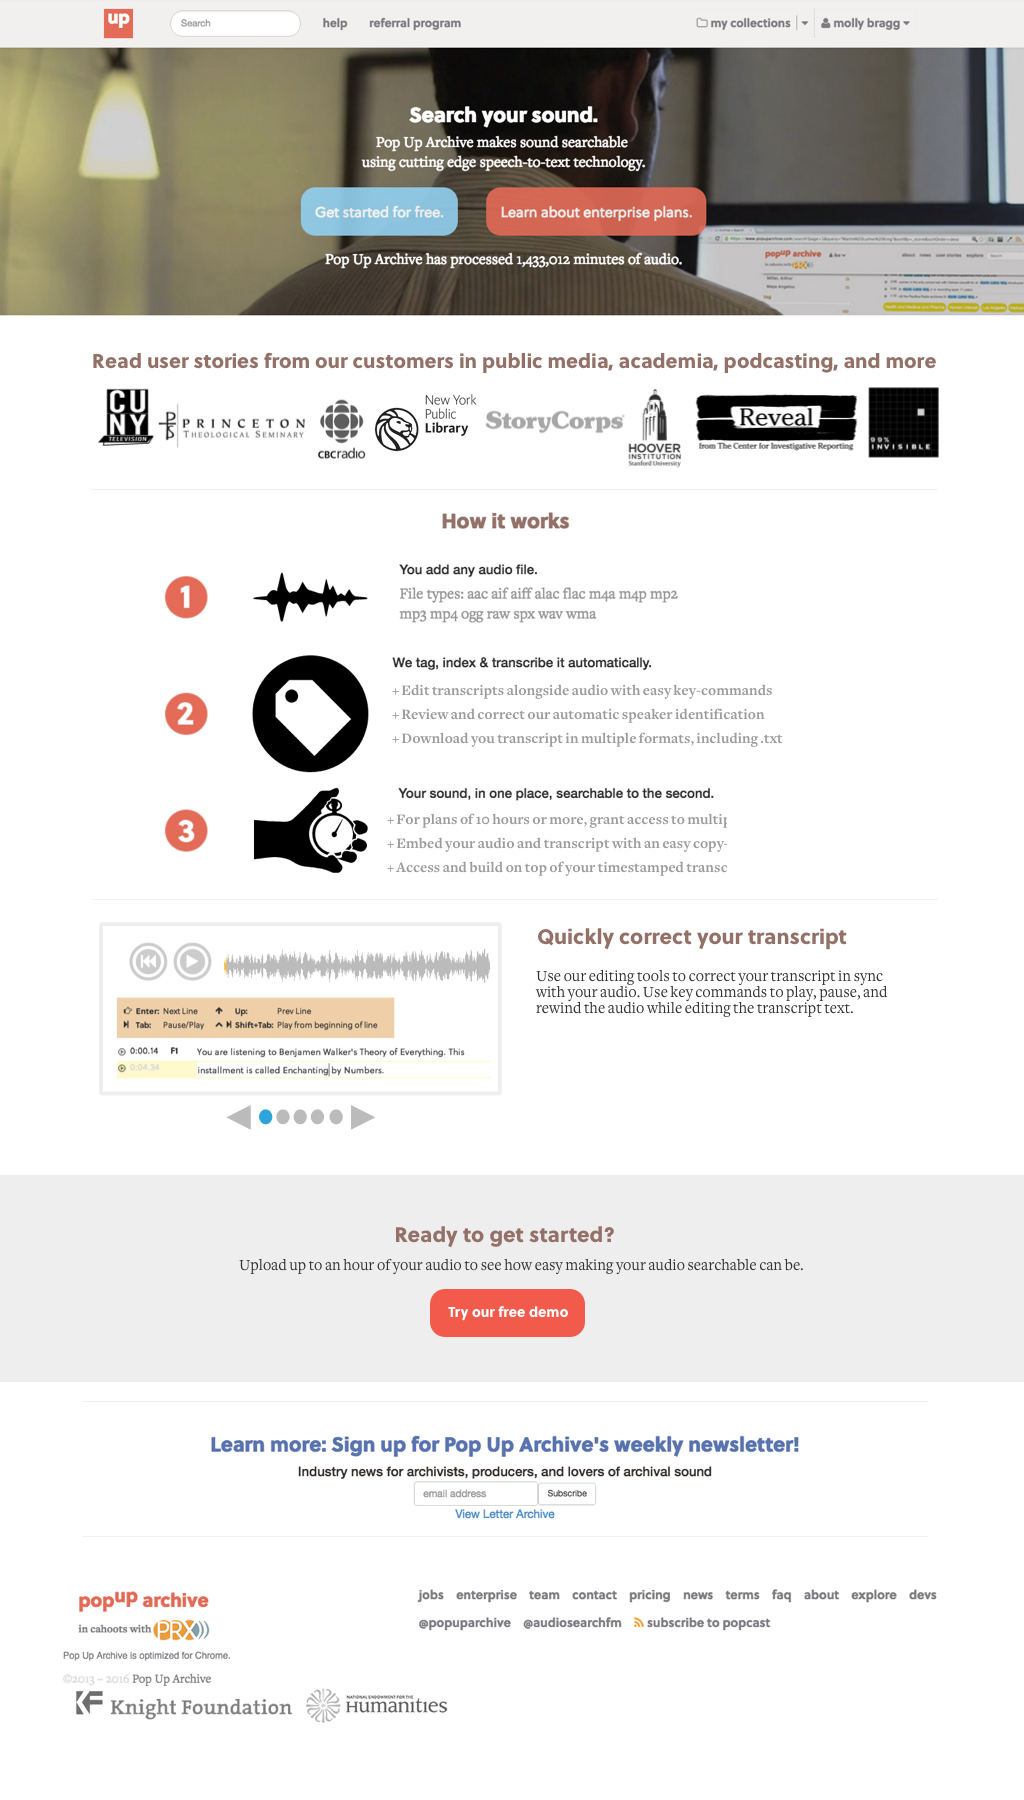 up
Search
help
referral program
my collections
molly bragg
Search your sound.
Pop Up Archive makes sound searchable
using cutting edge speech-to-text technology.
Get started for free.
Learn about enterprise plans.
Pop Up Archive has processed 1,433,012 minutes of audio.
popup archive
Read user stories from our customers in public media, academia, podcasting, and more
CUNY
TELEVISION
PRINCETON
THEOLOGICAL SEMINARY
CBCradio
New York
Public
Library
StoryCorps
HOOVER
INSTITUTION
Stanford University
Reveal
from The Center for Investigative Reporting
99%
INVISIBLE
How it works
1
You add any audio file.
File types: aac aif aiff alac flac m4a m4p mp2
mp3 mp4 ogg raw spx wav wma
2
We tag, index & transcribe it automatically.
+ Edit transcripts alongside audio with easy key-commands
+ Review and correct our automatic speaker identification
+ Download you transcript in multiple formats, including .txt
3
Your sound, in one place, searchable to the second.
+ For plans of 10 hours or more, grant access to multip
+ Embed your audio and transcript with an easy copy-
+ Access and build on top of your timestamped transc
Enter: Next Line Up: Prev Line
Tab: Pause/Play Shift+Tab: Play from beginning of line
0:00.14 F1 You are listening to Benjamen Walker's Theory of Everything. This
0:04.34 installment is called Enchanting by Numbers.
Quickly correct your transcript
Use our editing tools to correct your transcript in sync
with your audio. Use key commands to play, pause, and
rewind the audio while editing the transcript text.
Ready to get started?
Upload up to an hour of your audio to see how easy making your audio searchable can be.
Try our free demo
Learn more: Sign up for Pop Up Archive's weekly newsletter!
Industry news for archivists, producers, and lovers of archival sound
email address
Subscribe
View Letter Archive
popup archive
in cahoots with PRX
Pop Up Archive is optimized for Chrome.
©2013 – 2016 Pop Up Archive
Knight Foundation
NATIONAL ENDOWMENT FOR THE
Humanities
jobs enterprise team contact pricing news terms faq about explore devs
@popuparchive @audiosearchfm subscribe to popcast